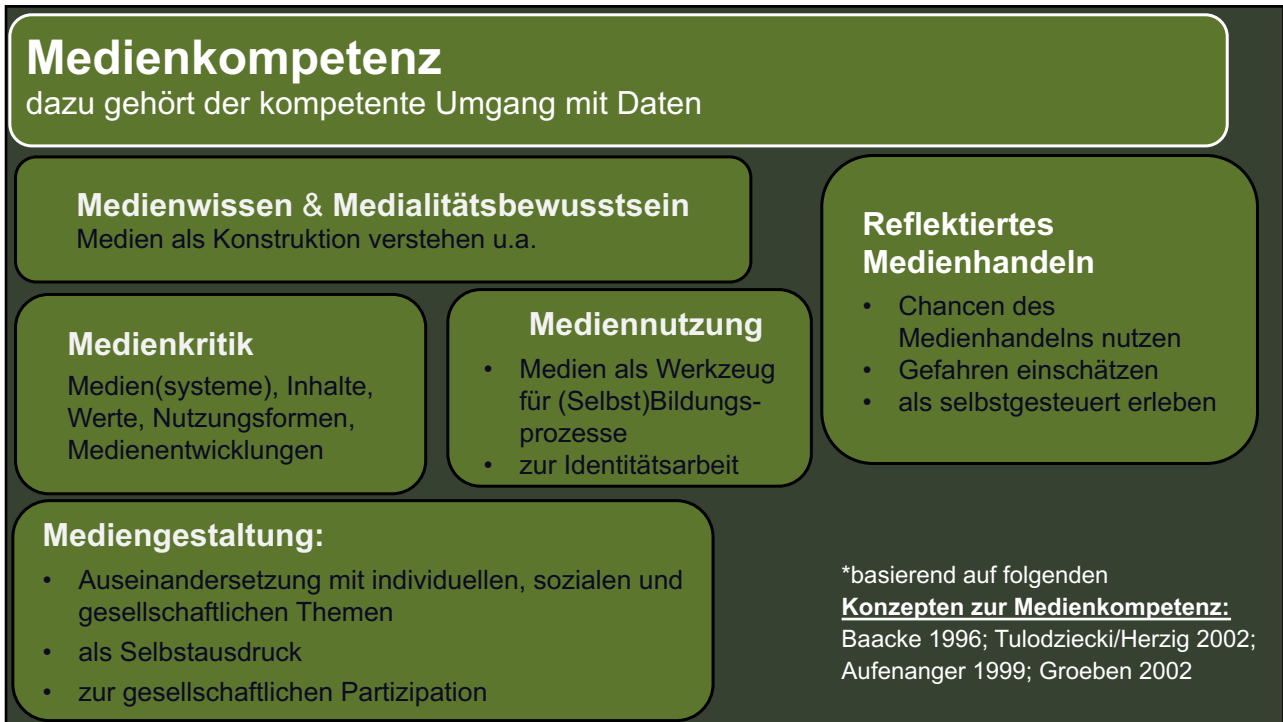 Medienkompetenz
dazu gehört der kompetente Umgang mit Daten
Medienwissen & Medialitätsbewusstsein
Medien als Konstruktion verstehen u.a.
Reflektiertes
Medienhandeln
• Chancen des
Medienhandelns nutzen
• Gefahren einschätzen
• als selbstgesteuert erleben
Medienkritik
Medien(systeme), Inhalte,
Werte, Nutzungsformen,
Medienentwicklungen
Mediennutzung
• Medien als Werkzeug
für (Selbst)Bildungs-
prozesse
• zur Identitätsarbeit
Mediengestaltung:
• Auseinandersetzung mit individuellen, sozialen und
gesellschaftlichen Themen
• als Selbstausdruck
• zur gesellschaftlichen Partizipation
*basierend auf folgenden
Konzepten zur Medienkompetenz:
Baacke 1996; Tulodziecki/Herzig 2002;
Aufenanger 1999; Groeben 2002